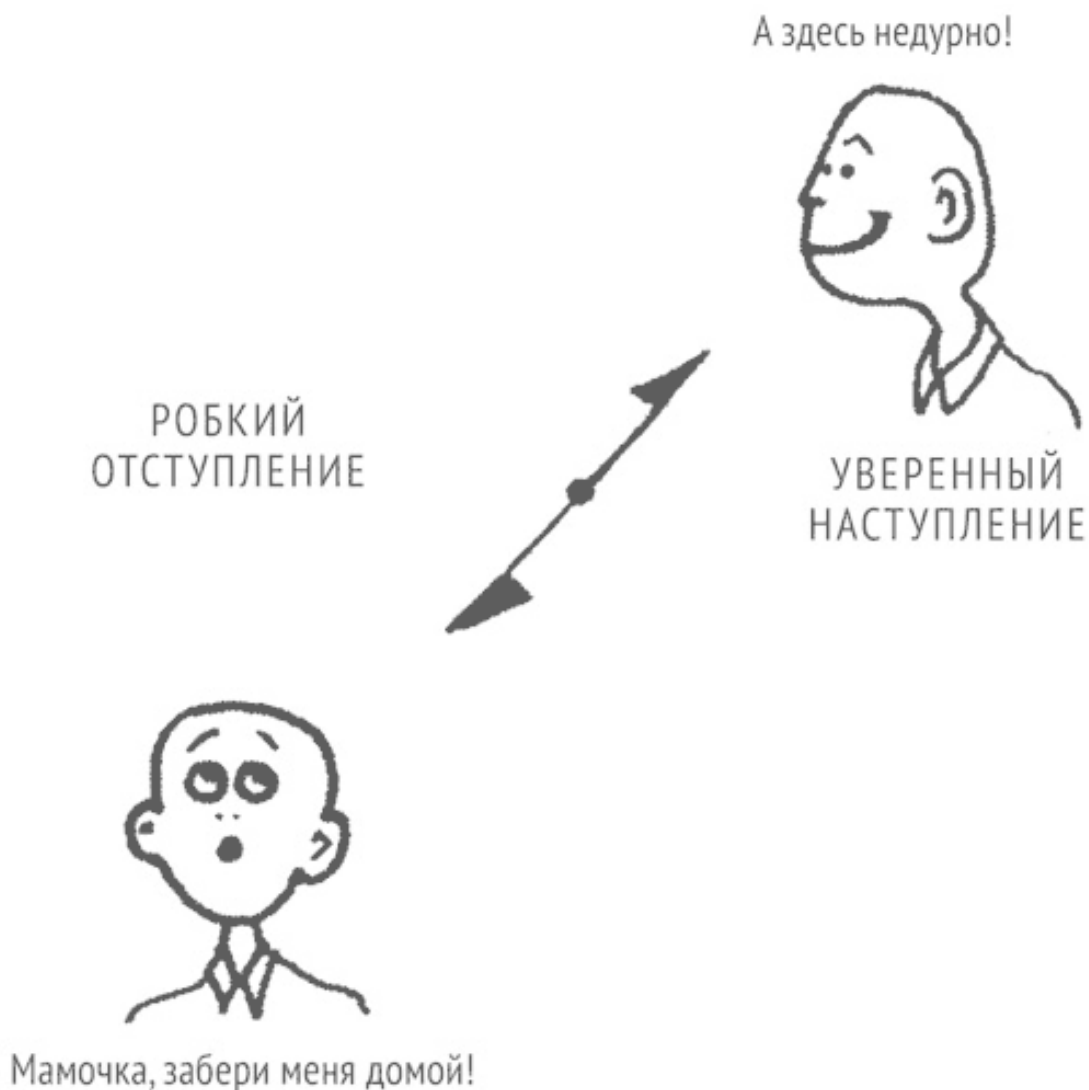 А здесь недурно!
РОБКИЙ
ОТСТУПЛЕНИЕ
УВЕРЕННЫЙ
НАСТУПЛЕНИЕ
Мамочка, забери меня домой!